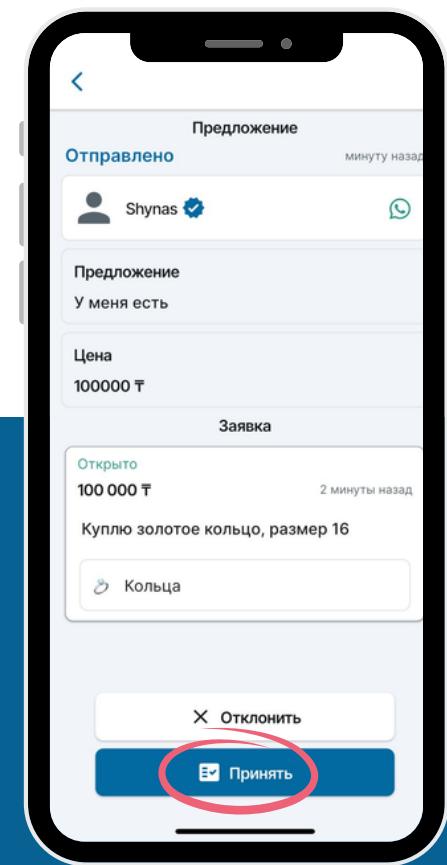 Предложение
Отправлено минуту назад
Shynas
Предложение
У меня есть
Цена
100000 ₸
Заявка
Открыто
100 000 ₸ 2 минуты назад
Куплю золотое кольцо, размер 16
Кольца
Отклонить
Принять